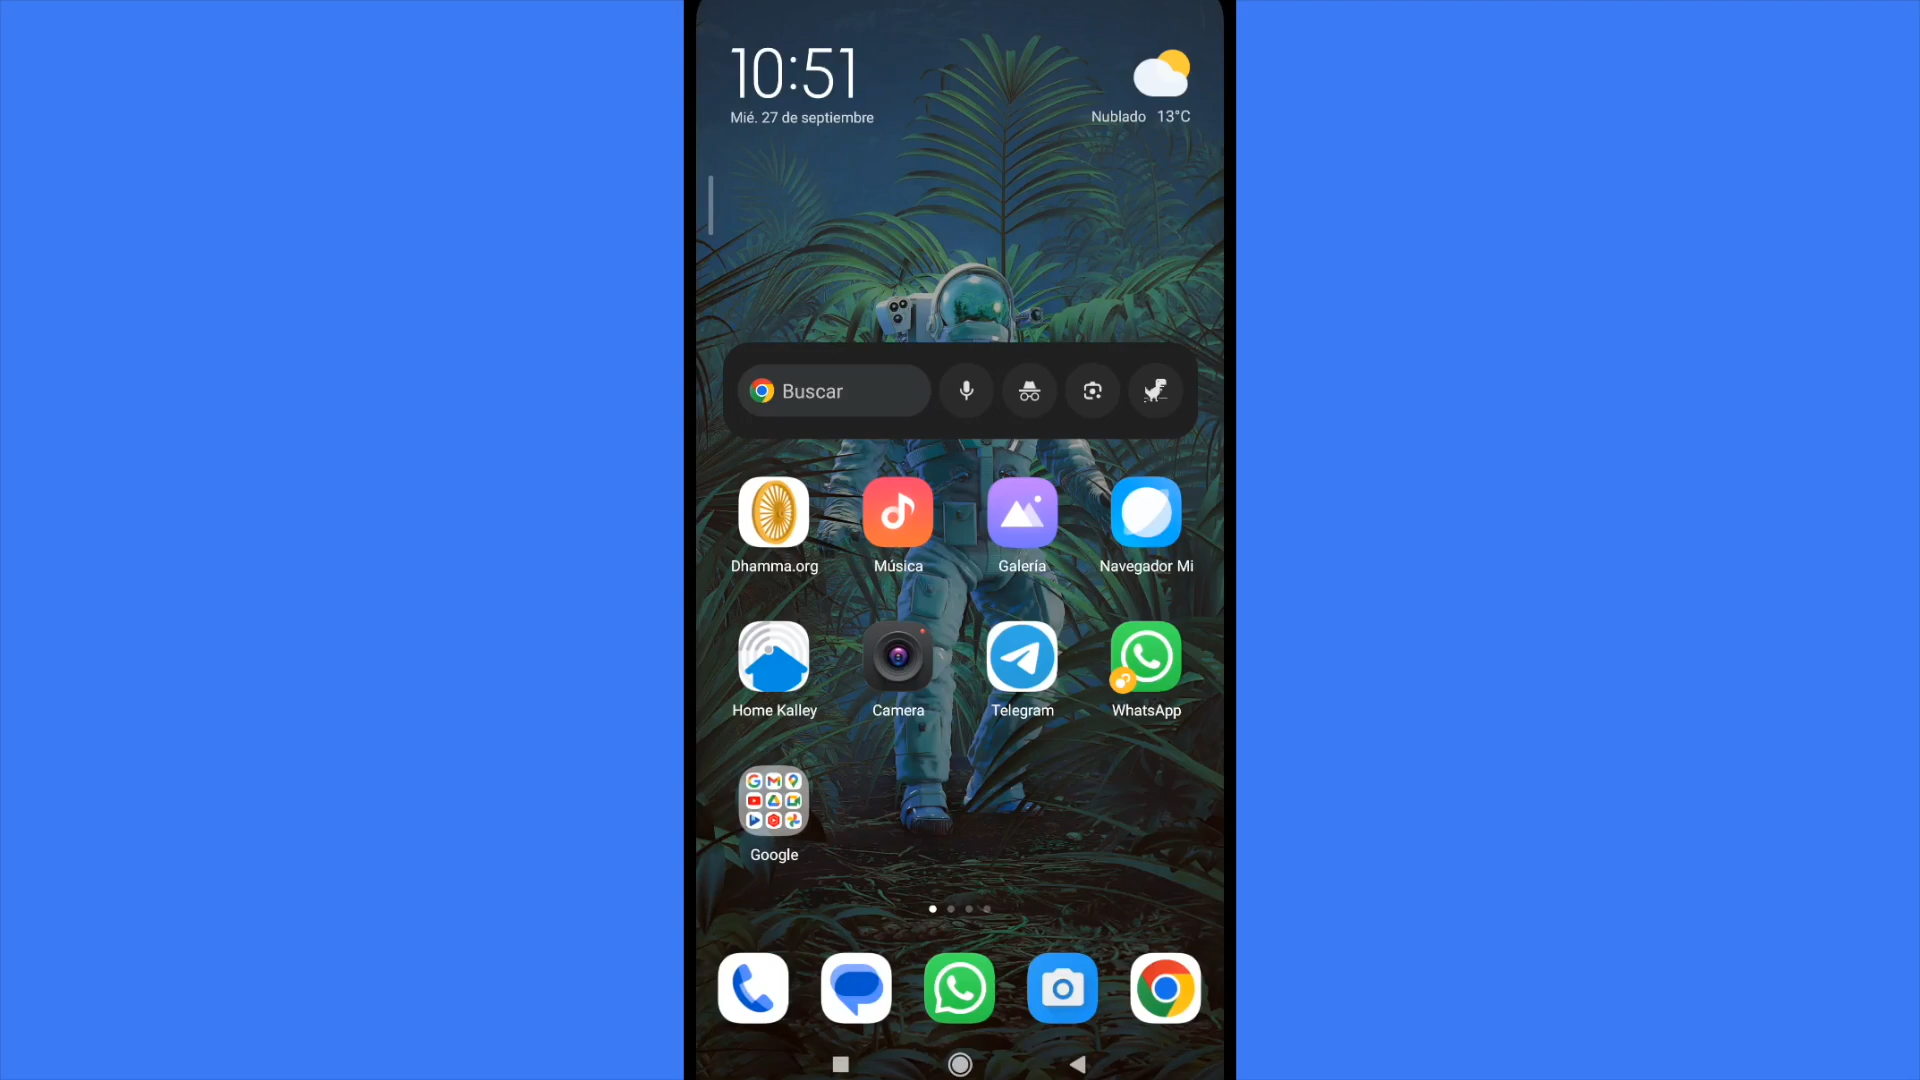 10:51
Mié. 27 de septiembre
Nublado 13°C
Buscar
Dhamma.org
Música
Galería
Navegador Mi
Home Kalley
Camera
Telegram
WhatsApp
Google